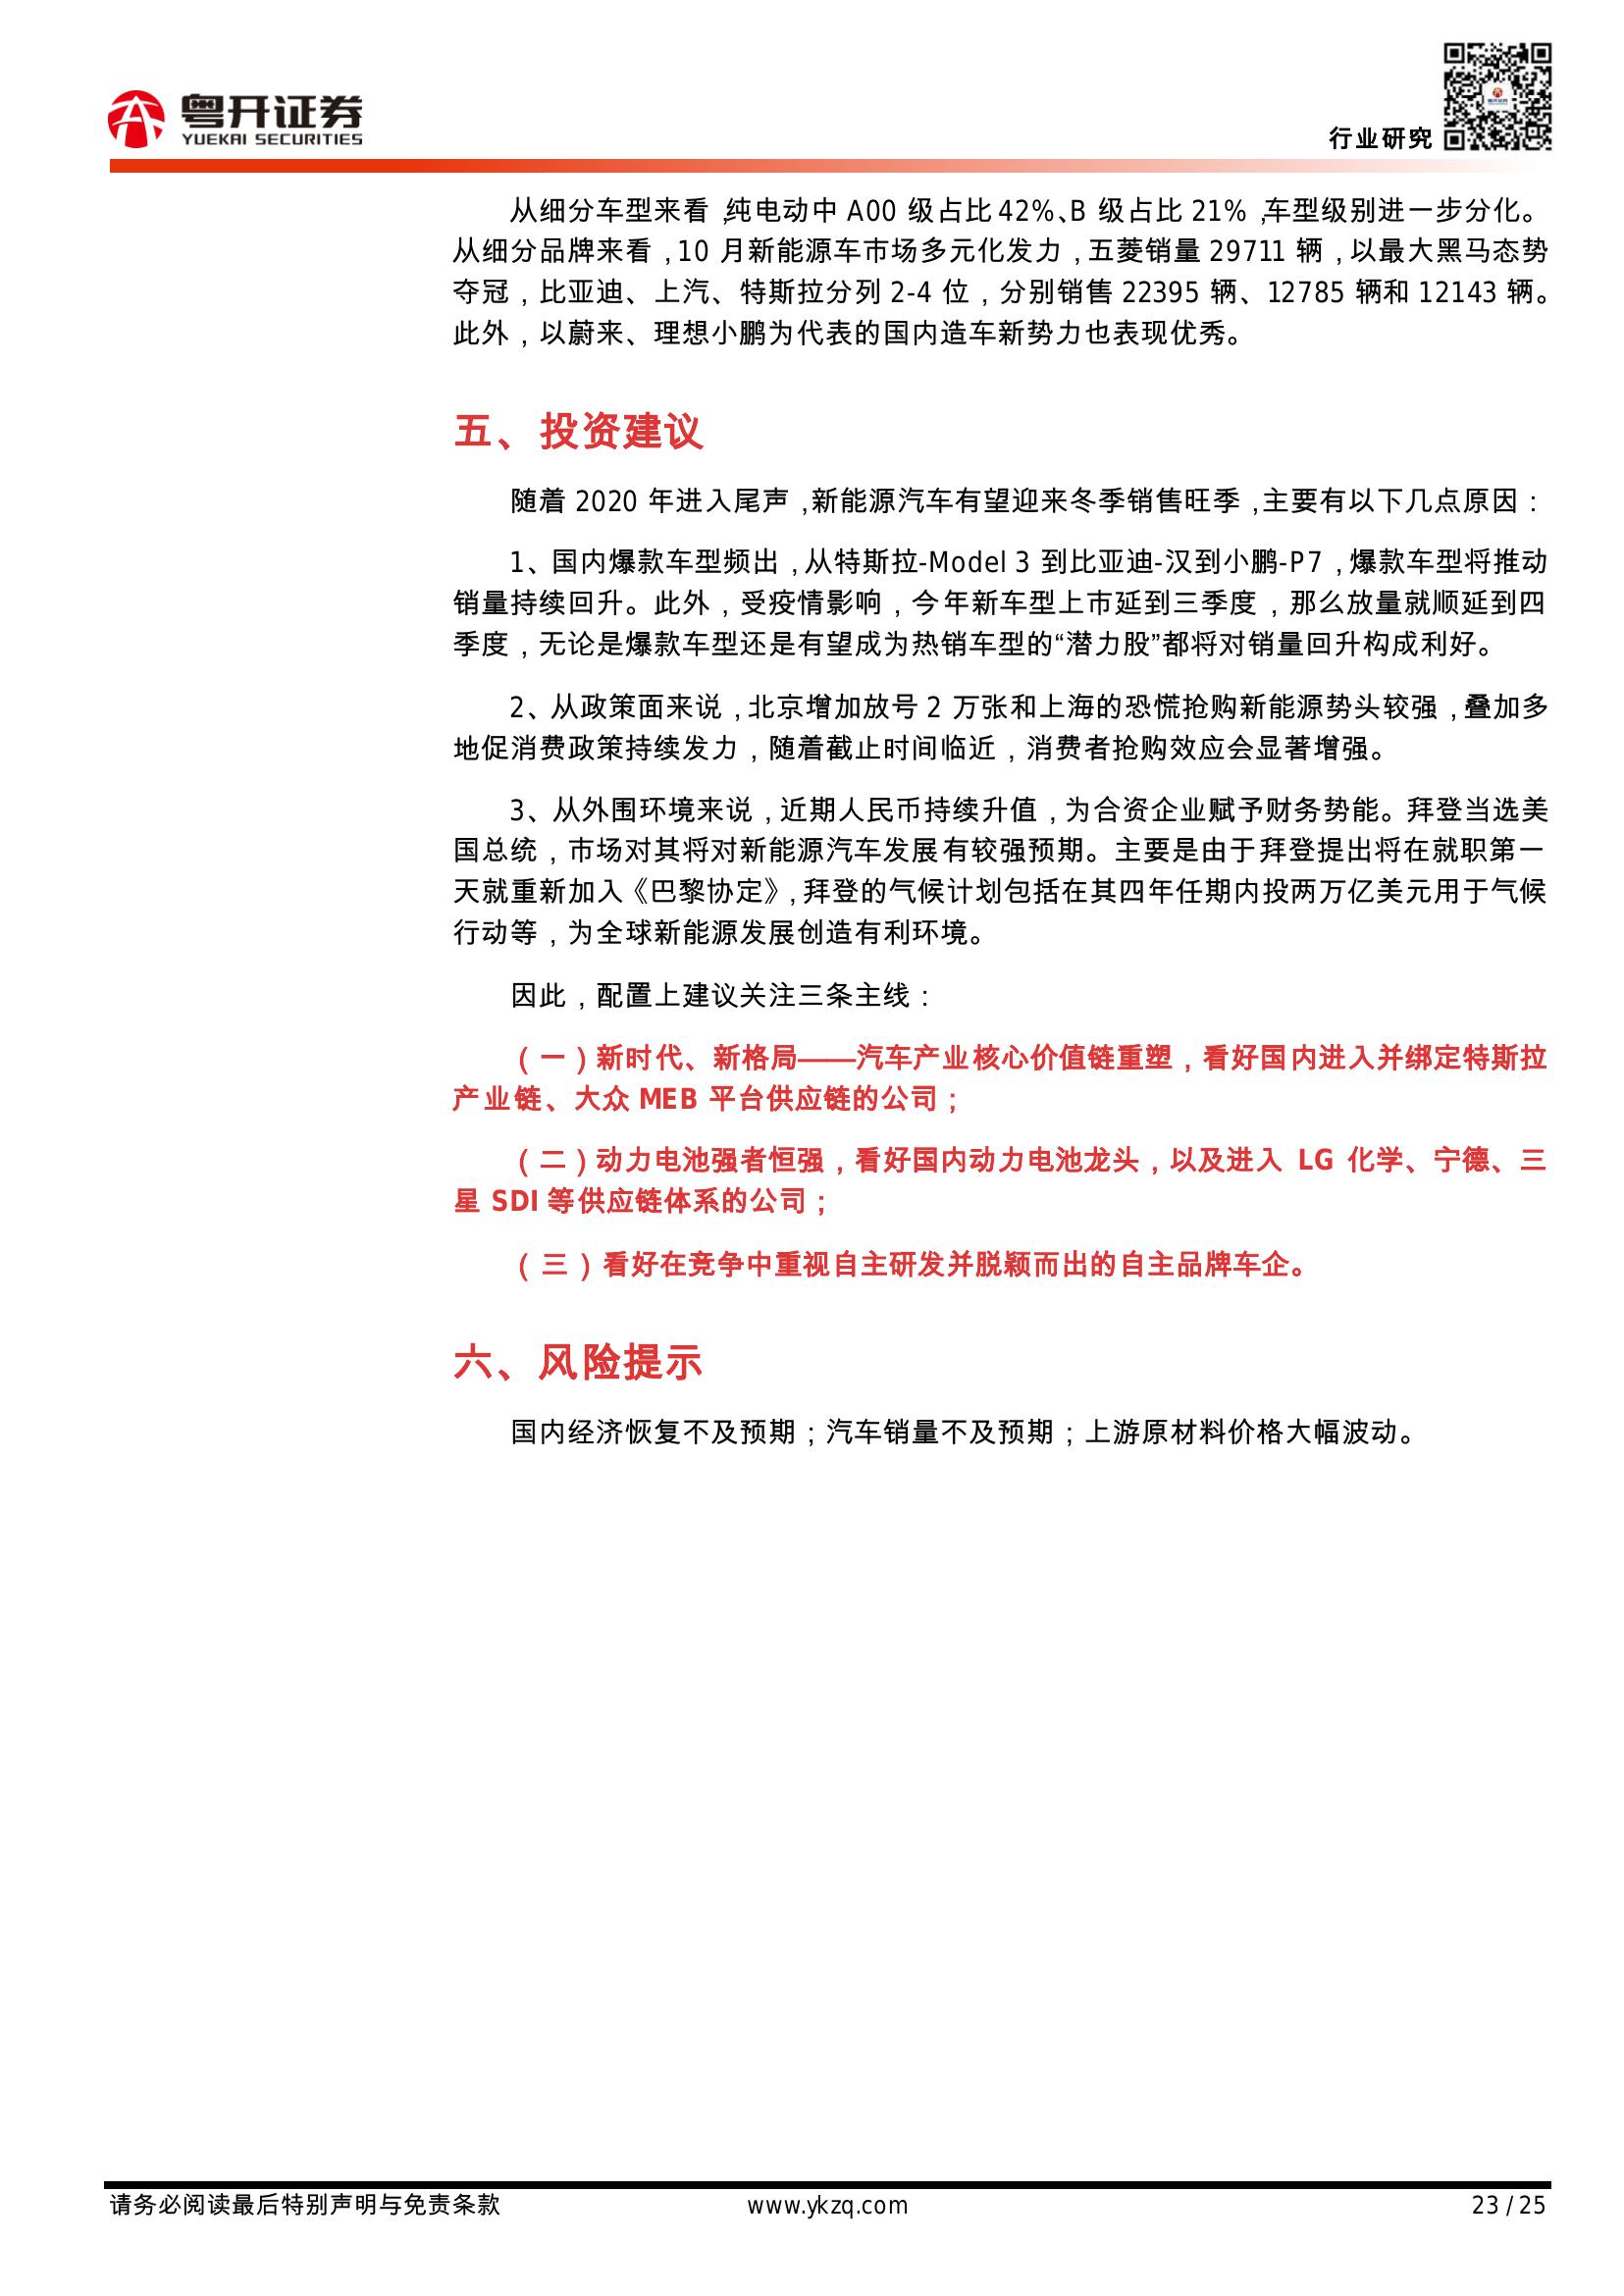 粤开证券
YUEKAI SECURITIES
行业研究
从细分车型来看，纯电动中 A00 级占比 42%、B 级占比 21%，车型级别进一步分化。
从细分品牌来看，10 月新能源车市场多元化发力，五菱销量 29711 辆，以最大黑马态势
夺冠，比亚迪、上汽、特斯拉分列 2-4 位，分别销售 22395 辆、12785 辆和 12143 辆。
此外，以蔚来、理想小鹏为代表的国内造车新势力也表现优秀。
五、投资建议
随着 2020 年进入尾声，新能源汽车有望迎来冬季销售旺季，主要有以下几点原因：
1、国内爆款车型频出，从特斯拉-Model 3 到比亚迪-汉到小鹏-P7，爆款车型将推动
销量持续回升。此外，受疫情影响，今年新车型上市延到三季度，那么放量就顺延到四
季度，无论是爆款车型还是有望成为热销车型的“潜力股”都将对销量回升构成利好。
2、从政策面来说，北京增加放号 2 万张和上海的恐慌抢购新能源势头较强，叠加多
地促消费政策持续发力，随着截止时间临近，消费者抢购效应会显著增强。
3、从外围环境来说，近期人民币持续升值，为合资企业赋予财务势能。拜登当选美
国总统，市场对其将对新能源汽车发展有较强预期。主要是由于拜登提出将在就职第一
天就重新加入《巴黎协定》，拜登的气候计划包括在其四年任期内投两万亿美元用于气候
行动等，为全球新能源发展创造有利环境。
因此，配置上建议关注三条主线：
（一）新时代、新格局——汽车产业核心价值链重塑，看好国内进入并绑定特斯拉
产业链、大众 MEB 平台供应链的公司；
（二）动力电池强者恒强，看好国内动力电池龙头，以及进入 LG 化学、宁德、三
星 SDI 等供应链体系的公司；
（三）看好在竞争中重视自主研发并脱颖而出的自主品牌车企。
六、风险提示
国内经济恢复不及预期；汽车销量不及预期；上游原材料价格大幅波动。
请务必阅读最后特别声明与免责条款
www.ykzq.com
23 / 25